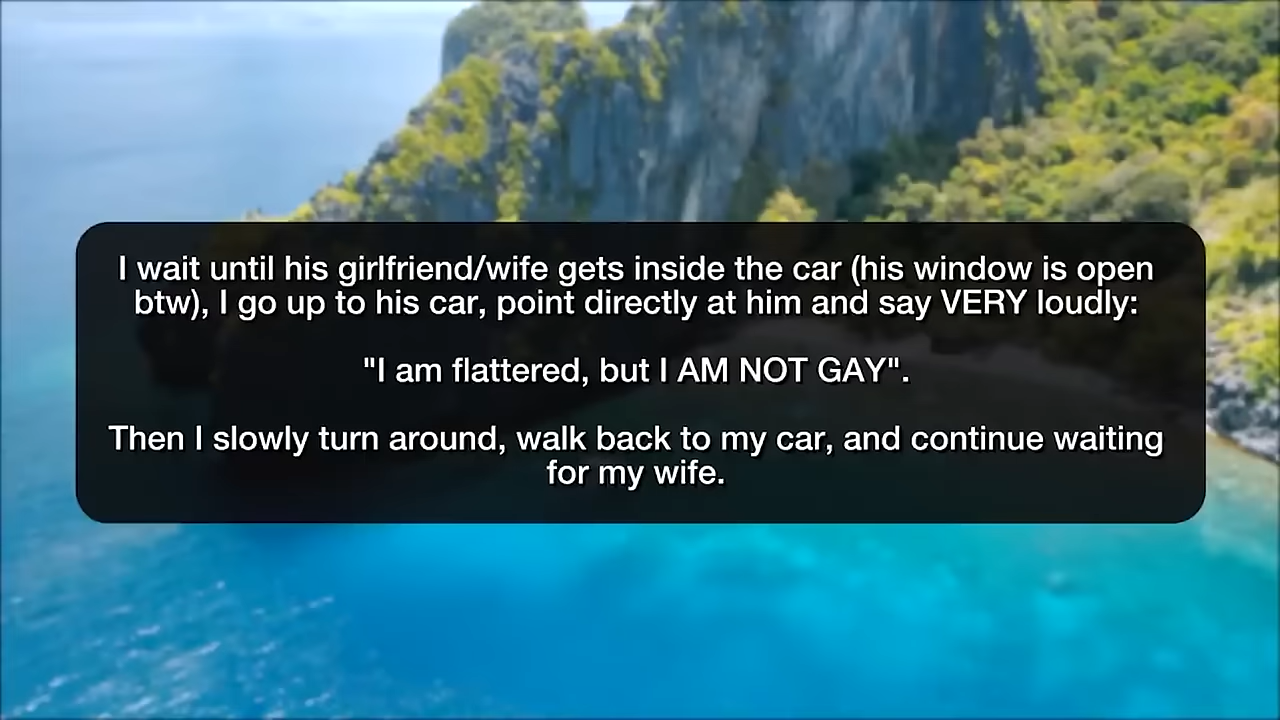 I wait until his girlfriend/wife gets inside the car (his window is open
btw), I go up to his car, point directly at him and say VERY loudly:
"I am flattered, but I AM NOT GAY".
Then I slowly turn around, walk back to my car, and continue waiting
for my wife.